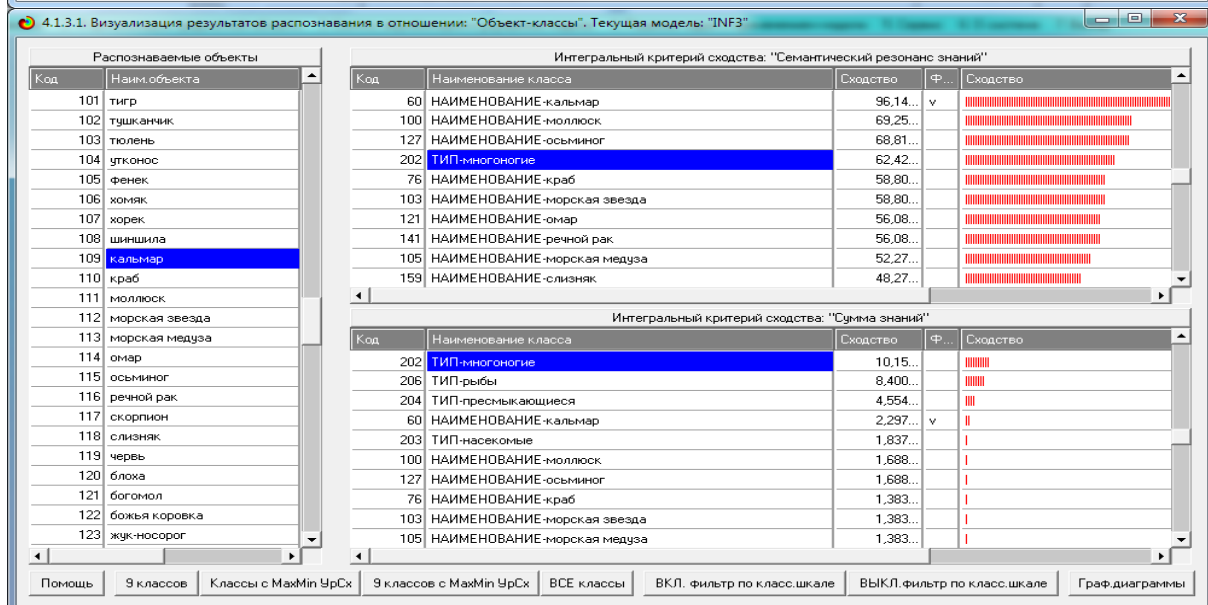 4.1.3.1. Визуализация результатов распознавания в отношении: "Объект-классы". Текущая модель: "INF3"
Распознаваемые объекты
Код Наим.объекта
101 тигр
102 тушканчик
103 тюлень
104 утконос
105 фенек
106 хомяк
107 хорек
108 шиншила
109 кальмар
110 краб
111 моллюск
112 морская звезда
113 морская медуза
114 омар
115 осьминог
116 речной рак
117 скорпион
118 слизняк
119 червь
120 блоха
121 богомол
122 божья коровка
123 жук-носорог
Интегральный критерий сходства: "Семантический резонанс знаний"
Код Наименование класса Сходство Ф... Сходство
60 НАИМЕНОВАНИЕ-кальмар 96,14... v
100 НАИМЕНОВАНИЕ-моллюск 69,25...
127 НАИМЕНОВАНИЕ-осьминог 68,81...
202 ТИП-многоногие 62,42...
76 НАИМЕНОВАНИЕ-краб 58,80...
103 НАИМЕНОВАНИЕ-морская звезда 58,80...
121 НАИМЕНОВАНИЕ-омар 56,08...
141 НАИМЕНОВАНИЕ-речной рак 56,08...
105 НАИМЕНОВАНИЕ-морская медуза 52,27...
159 НАИМЕНОВАНИЕ-слизняк 48,27...
Интегральный критерий сходства: "Сумма знаний"
Код Наименование класса Сходство Ф... Сходство
202 ТИП-многоногие 10,15...
206 ТИП-рыбы 8,400...
204 ТИП-пресмыкающиеся 4,554...
60 НАИМЕНОВАНИЕ-кальмар 2,297... v
203 ТИП-насекомые 1,837...
100 НАИМЕНОВАНИЕ-моллюск 1,688...
127 НАИМЕНОВАНИЕ-осьминог 1,688...
76 НАИМЕНОВАНИЕ-краб 1,383...
103 НАИМЕНОВАНИЕ-морская звезда 1,383...
105 НАИМЕНОВАНИЕ-морская медуза 1,383...
Помощь 9 классов Классы с MaxMin УрСх 9 классов с MaxMin УрСх ВСЕ классы ВКЛ. фильтр по класс.шкале ВЫКЛ.фильтр по класс.шкале Граф.диаграммы